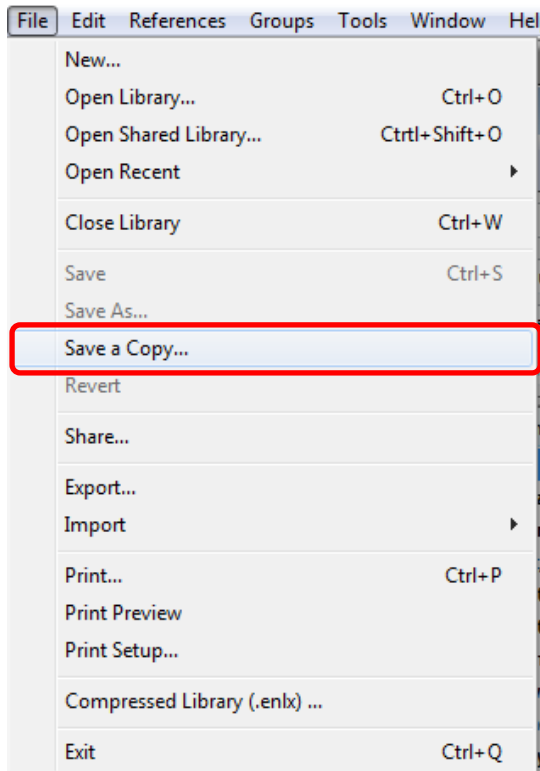 File Edit References Groups Tools Window Hel
New...
Open Library... Ctrl+O
Open Shared Library... Ctrtl+Shift+O
Open Recent
Close Library Ctrl+W
Save Ctrl+S
Save As...
Save a Copy...
Revert
Share...
Export...
Import
Print... Ctrl+P
Print Preview
Print Setup...
Compressed Library (.enlx) ...
Exit Ctrl+Q